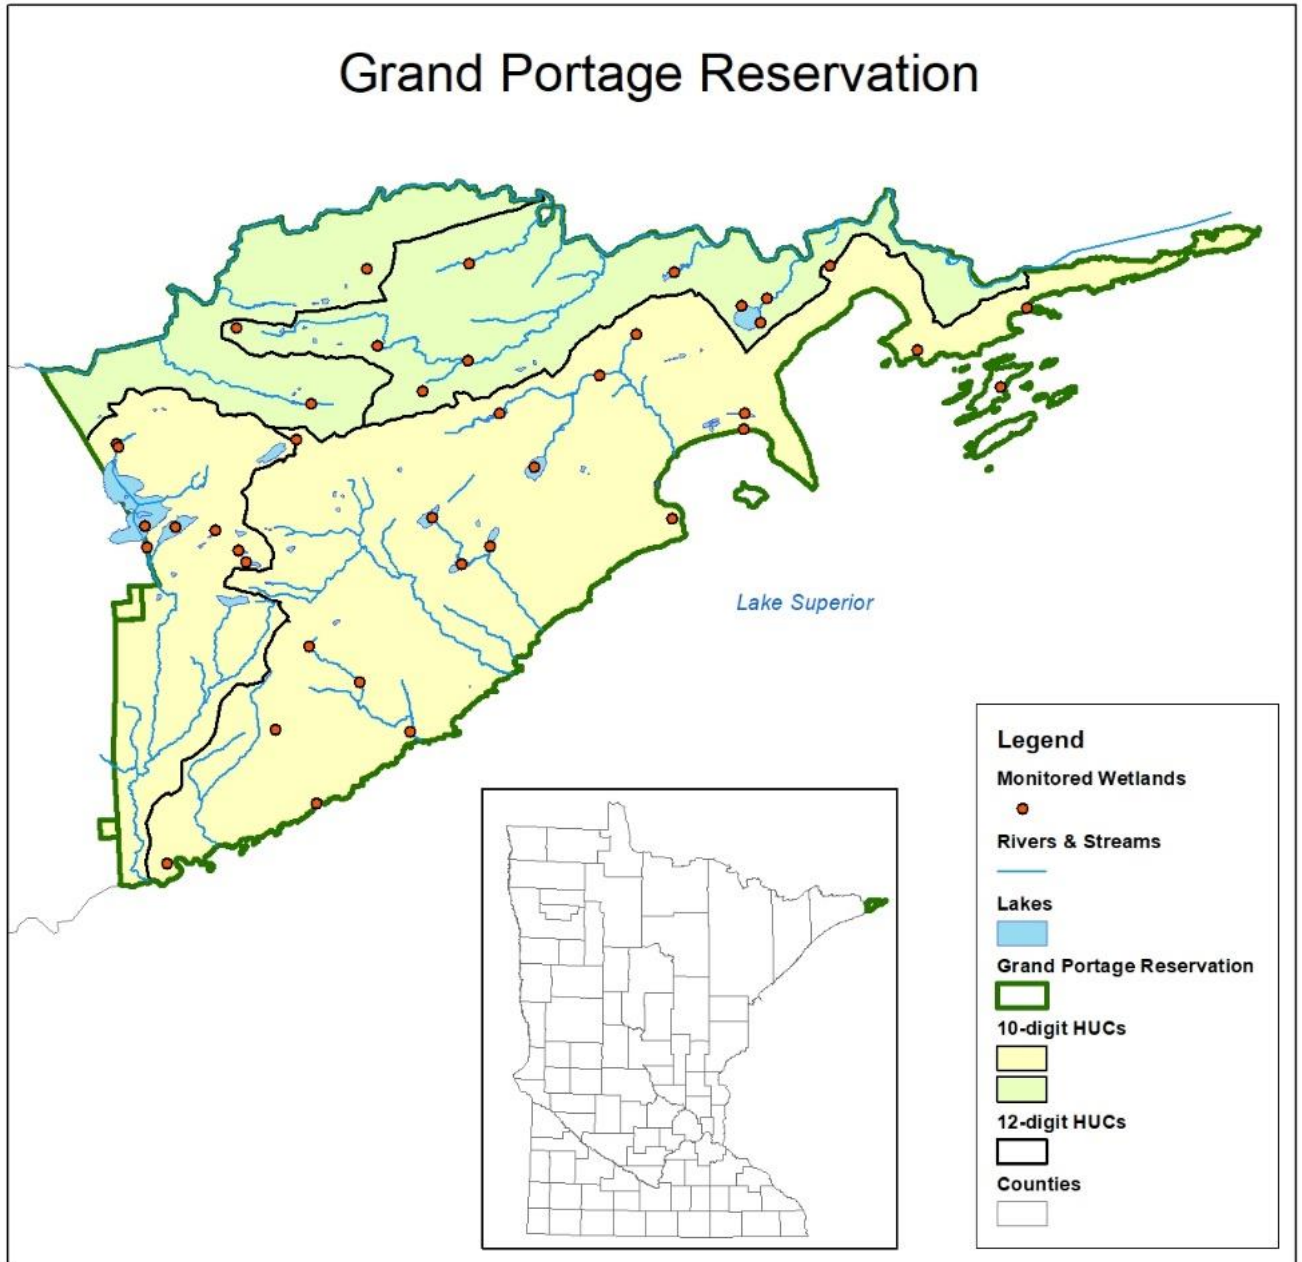 Grand Portage Reservation
Lake Superior
Legend
Monitored Wetlands
Rivers & Streams
Lakes
Grand Portage Reservation
10-digit HUCs
12-digit HUCs
Counties